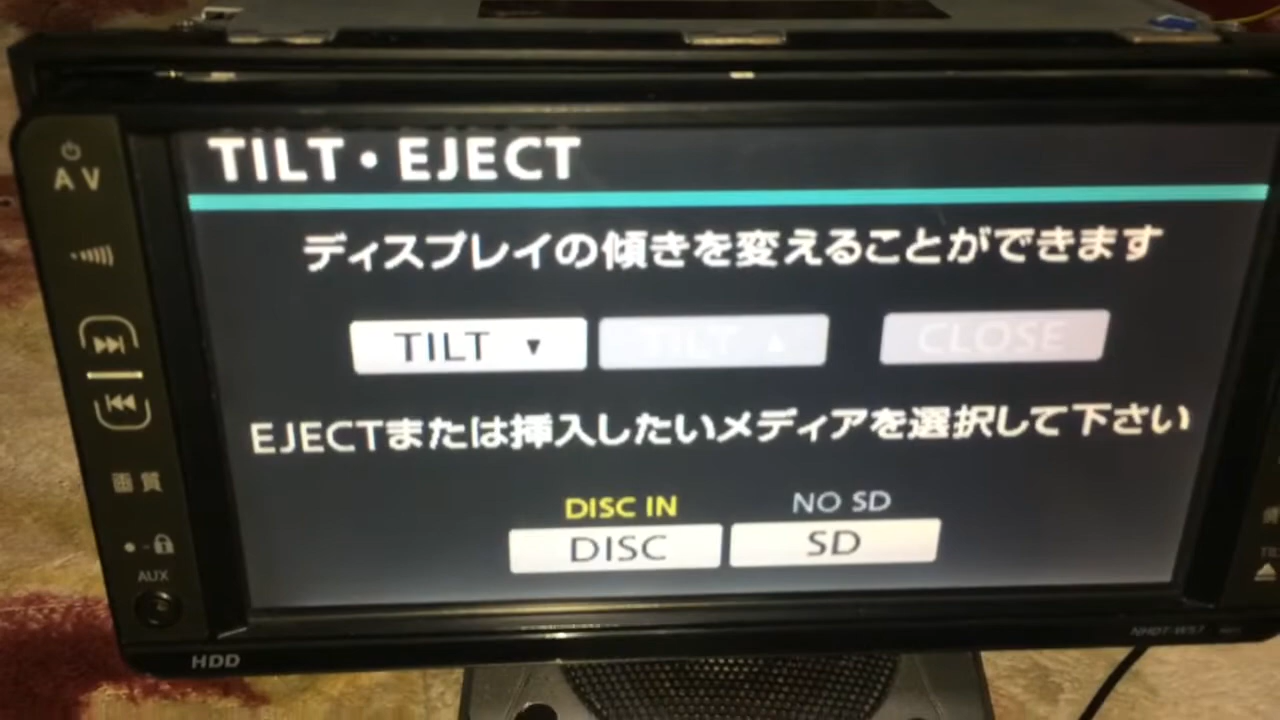 TILT・EJECT
AV
ディスプレイの傾きを変えることができます
TILT ▼
TILT ▲
CLOSE
EJECTまたは挿入したいメディアを選択して下さい
画質
DISC IN
NO SD
DISC
SD
AUX
HDD
NHDT-W57